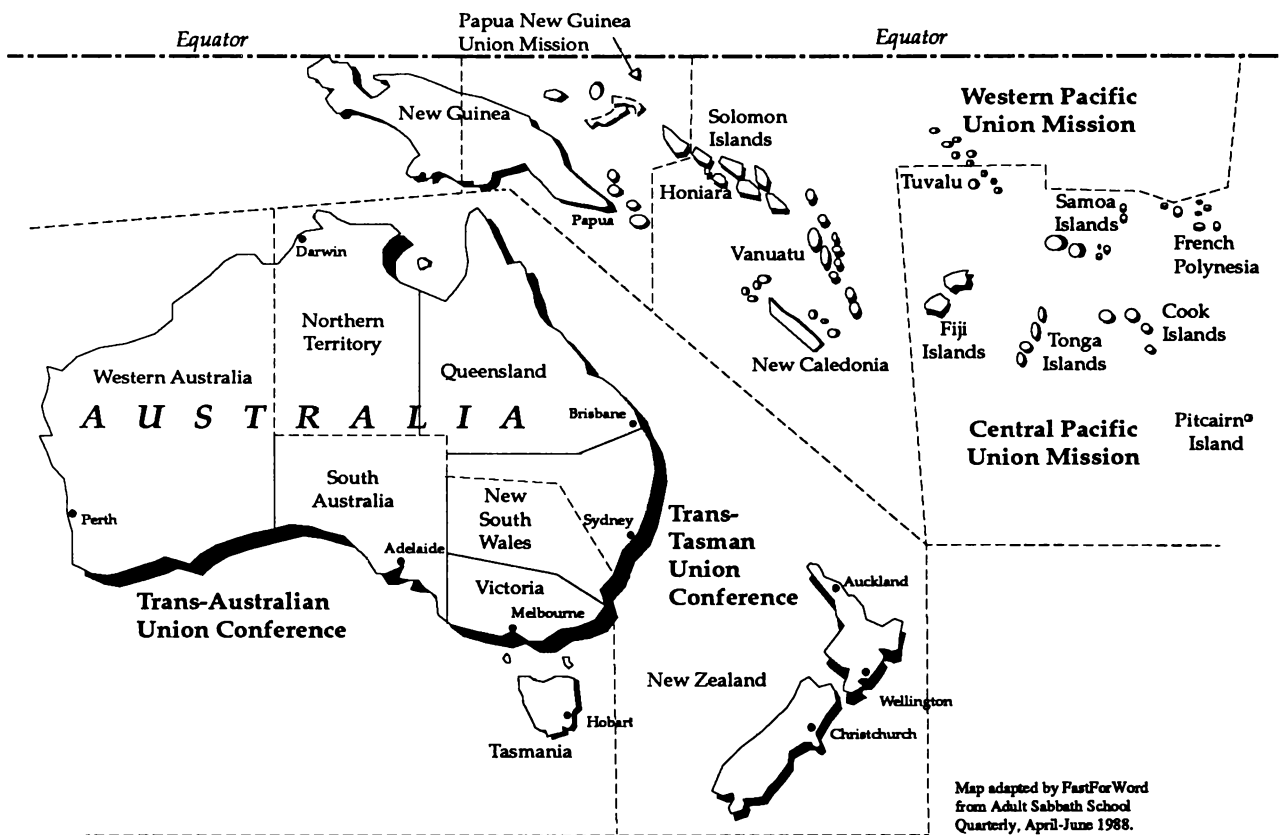 Papua New Guinea
Union Mission
Equator
Equator
New Guinea
Western Pacific
Union Mission
Solomon
Islands
Honiara
Tuvalu
Papua
Samoa
Islands
French
Polynesia
Darwin
Vanuatu
Northern
Territory
Fiji
Islands
Tonga
Islands
Cook
Islands
New Caledonia
Western Australia
Queensland
AUSTRALIA
Brisbane
Central Pacific
Union Mission
Pitcairn
Island
South
Australia
New
South
Wales
Perth
Sydney
Trans-
Tasman
Union
Conference
Adelaide
Victoria
Melbourne
Auckland
Trans-Australian
Union Conference
New Zealand
Wellington
Hobart
Christchurch
Tasmania
Map adapted by FastForWord
from Adult Sabbath School
Quarterly, April-June 1988.